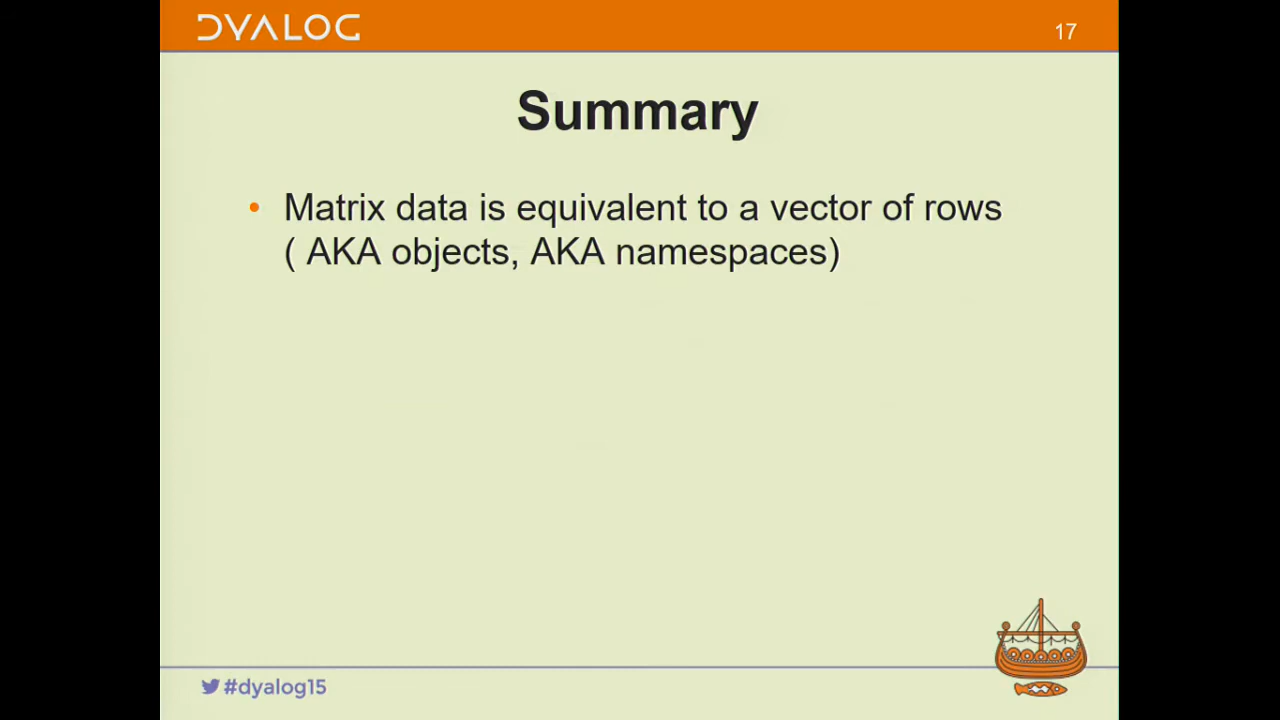 DYALOG
17
Summary
• Matrix data is equivalent to a vector of rows
( AKA objects, AKA namespaces)
#dyalog15